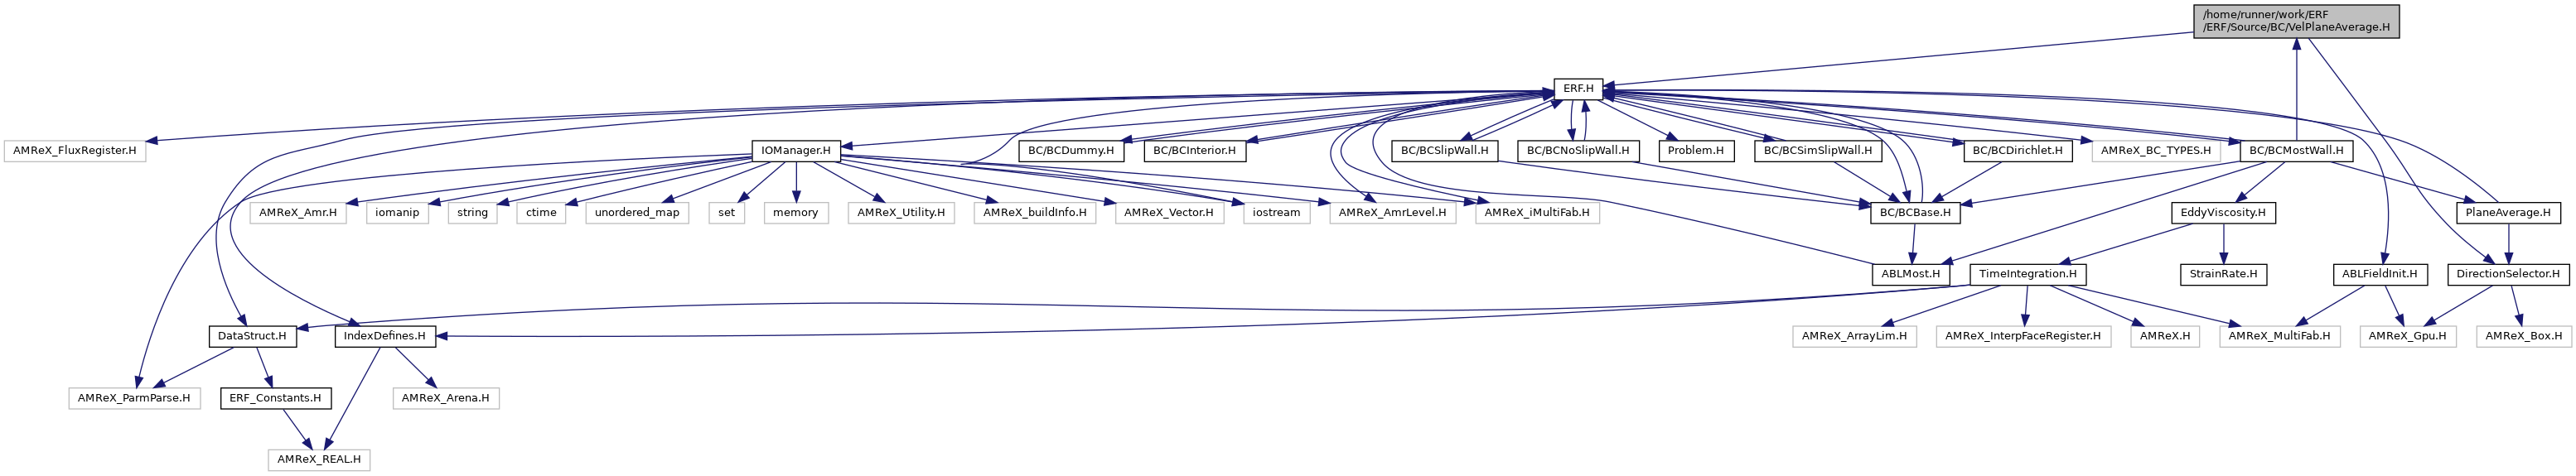 /home/runner/work/ERF
/ERF/Source/BC/VelPlaneAverage.H
ERF.H
AMReX_FluxRegister.H
IOManager.H
BC/BCDummy.H
BC/BCInterior.H
BC/BCSlipWall.H
BC/BCNoSlipWall.H
Problem.H
BC/BCSimSlipWall.H
BC/BCDirichlet.H
AMReX_BC_TYPES.H
BC/BCMostWall.H
AMReX_Amr.H
iomanip
string
ctime
unordered_map
set
memory
AMReX_Utility.H
AMReX_buildInfo.H
AMReX_Vector.H
iostream
AMReX_AmrLevel.H
AMReX_iMultiFab.H
BC/BCBase.H
EddyViscosity.H
PlaneAverage.H
ABLMost.H
TimeIntegration.H
StrainRate.H
ABLFieldInit.H
DirectionSelector.H
DataStruct.H
IndexDefines.H
AMReX_ArrayLim.H
AMReX_InterpFaceRegister.H
AMReX.H
AMReX_MultiFab.H
AMReX_Gpu.H
AMReX_Box.H
AMReX_ParmParse.H
ERF_Constants.H
AMReX_Arena.H
AMReX_REAL.H